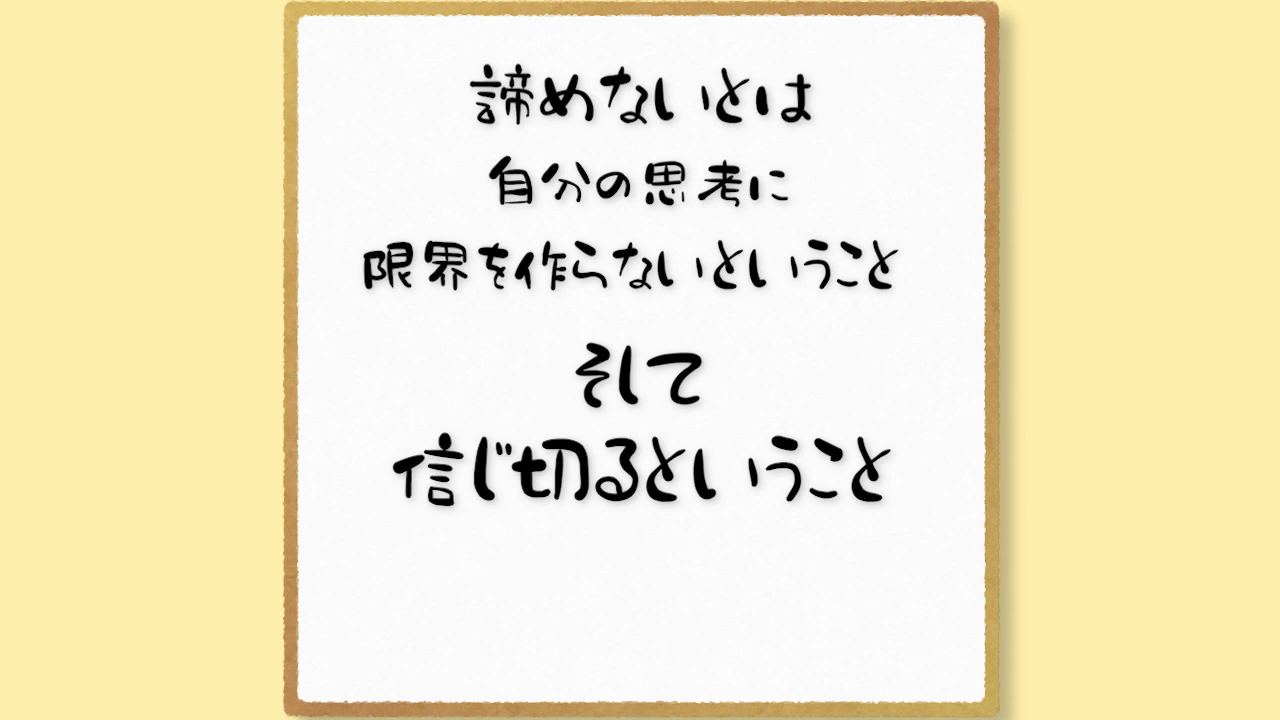 諦めないとは
自分の思考に
限界を作らないということ
そして
信じ切るということ